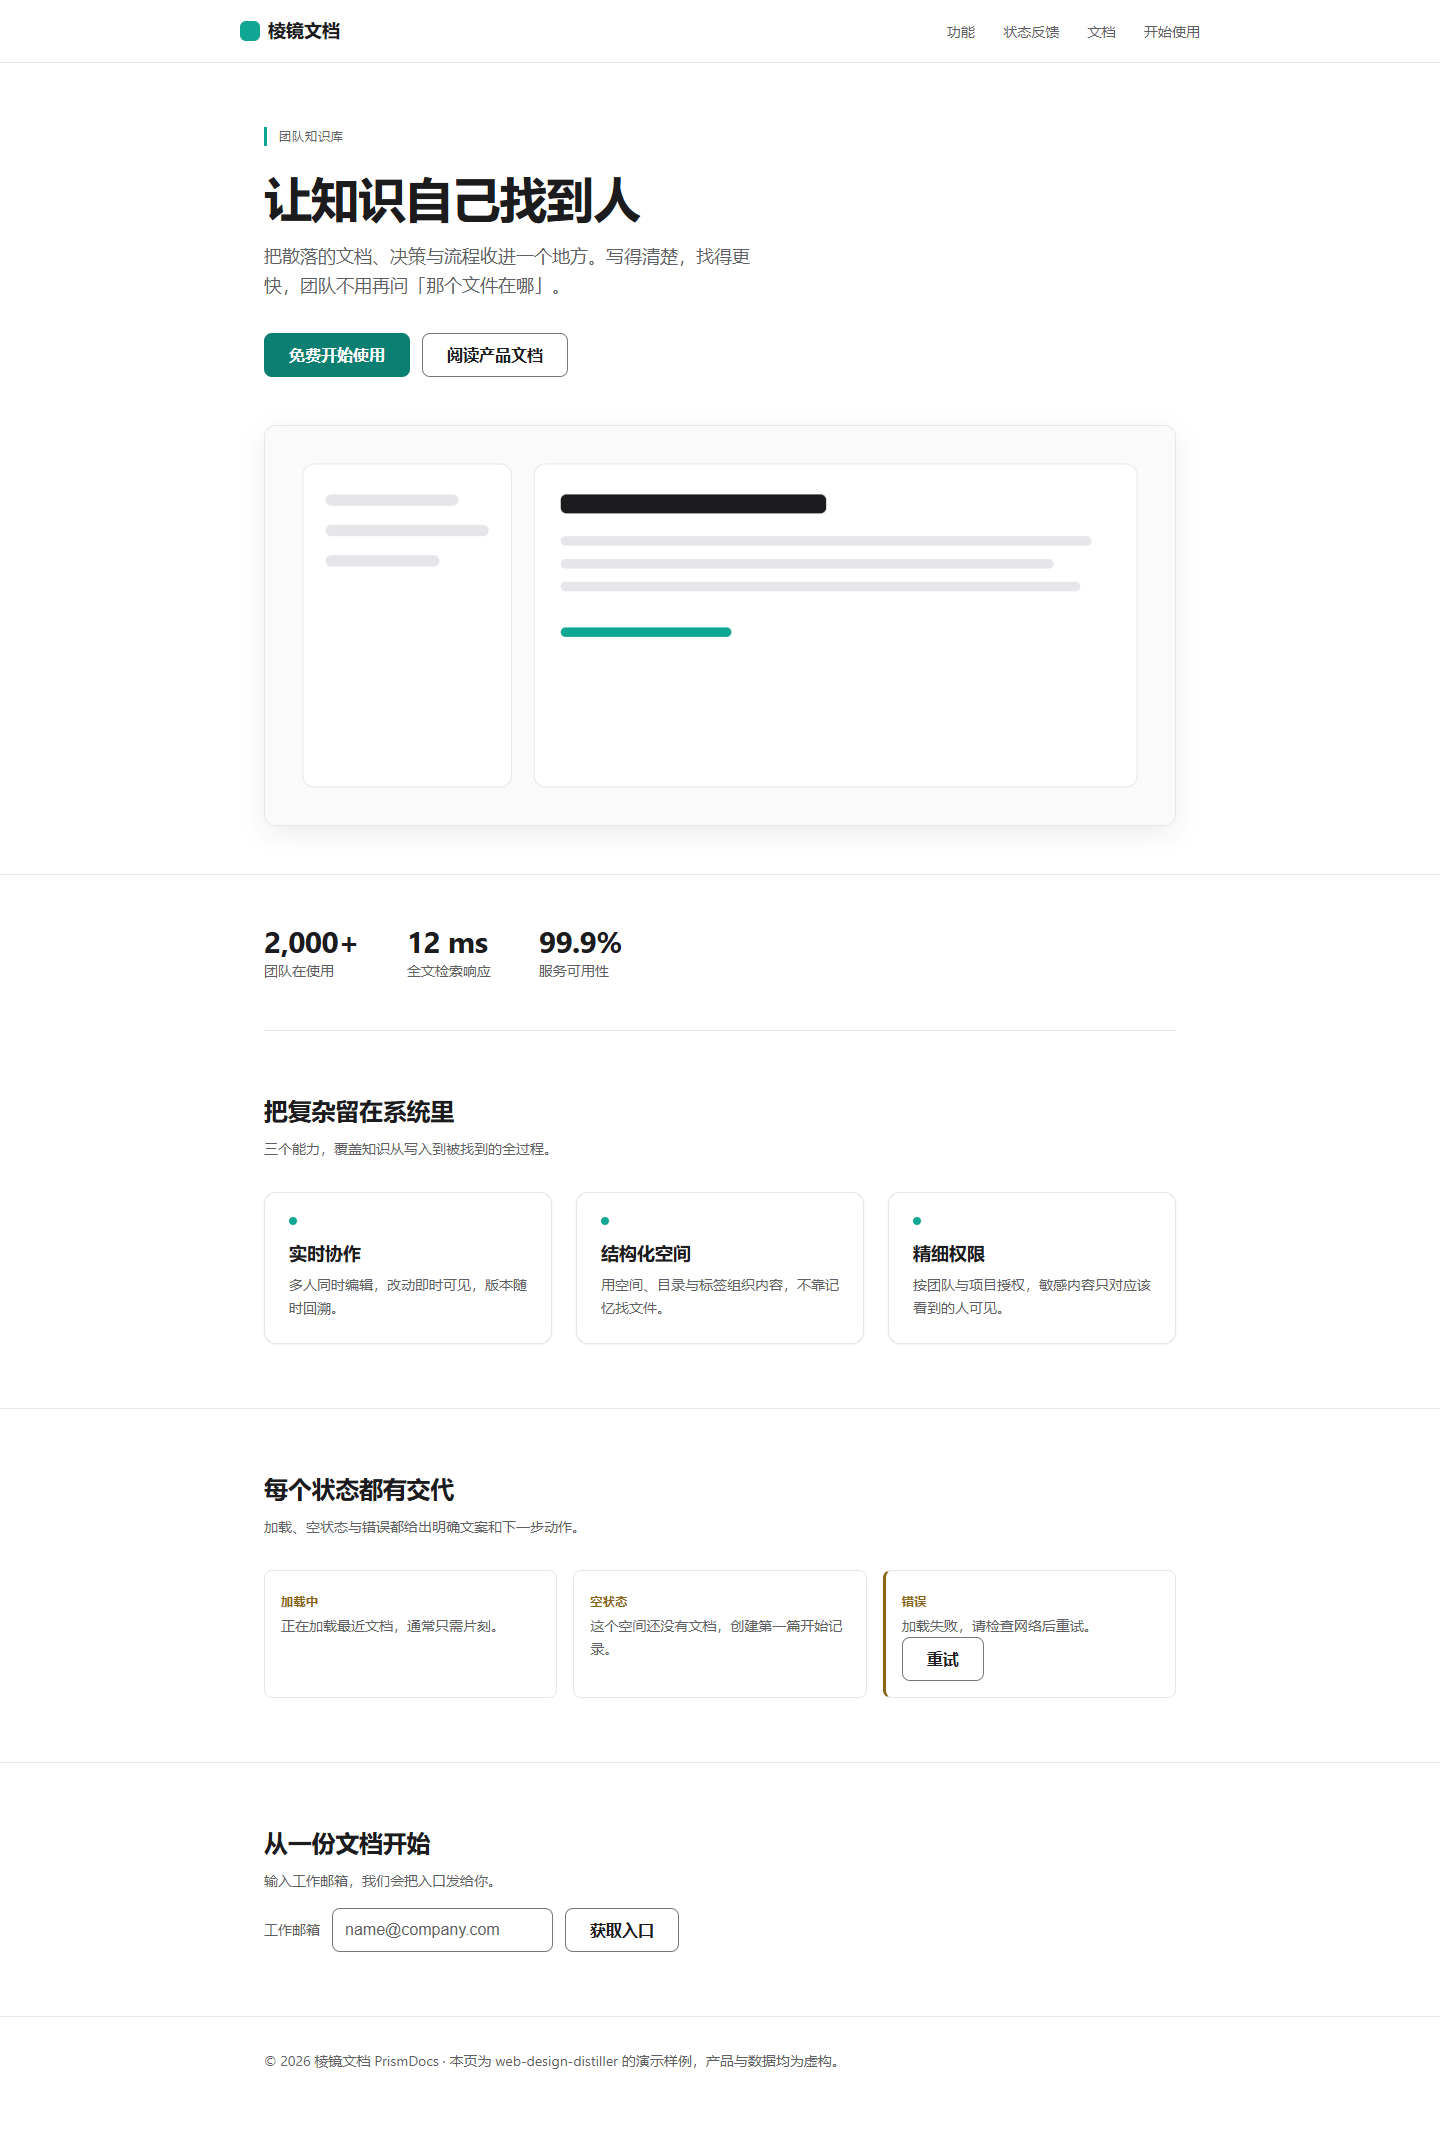 棱镜文档
功能 状态反馈 文档 开始使用
团队知识库
让知识自己找到人
把散落的文档、决策与流程收进一个地方。写得清楚，找得更
快，团队不用再问「那个文件在哪」。
免费开始使用 阅读产品文档
2,000+ 12 ms 99.9%
团队在使用 全文检索响应 服务可用性
把复杂留在系统里
三个能力，覆盖知识从写入到被找到的全过程。
实时协作
多人同时编辑，改动即时可见，版本随
时回溯。
结构化空间
用空间、目录与标签组织内容，不靠记
忆找文件。
精细权限
按团队与项目授权，敏感内容只对应该
看到的人可见。
每个状态都有交代
加载、空状态与错误都给出明确文案和下一步动作。
加载中
正在加载最近文档，通常只需片刻。
空状态
这个空间还没有文档，创建第一篇开始记
录。
错误
加载失败，请检查网络后重试。
重试
从一份文档开始
输入工作邮箱，我们会把入口发给你。
工作邮箱 name@company.com 获取入口
© 2026 棱镜文档 PrismDocs · 本页为 web-design-distiller 的演示样例，产品与数据均为虚构。